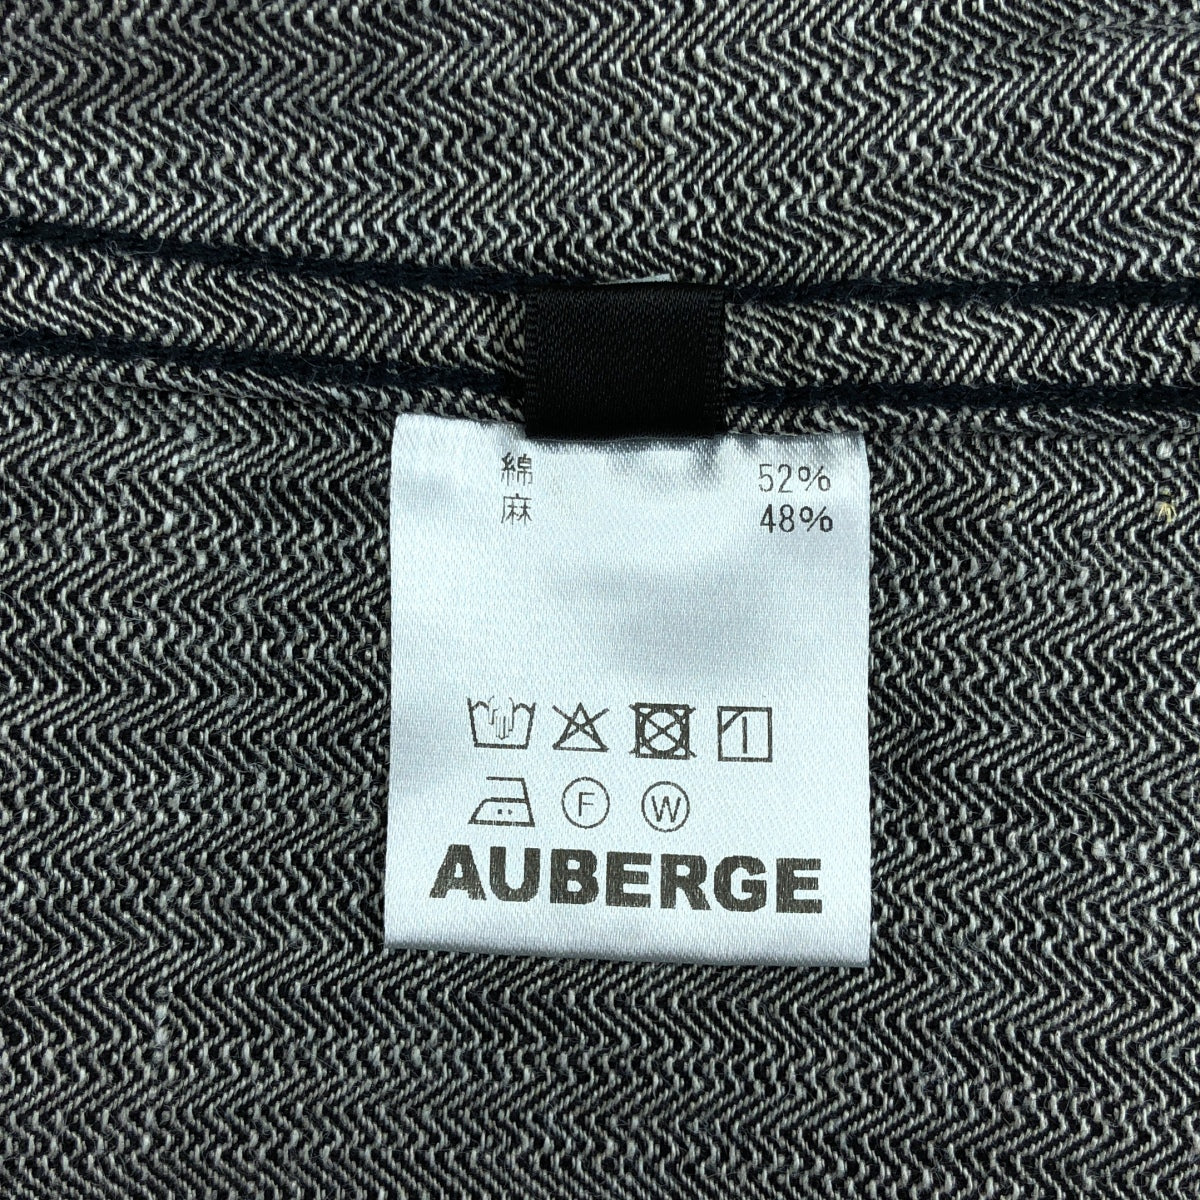 綿 52%
麻 48%
F W
AUBERGE